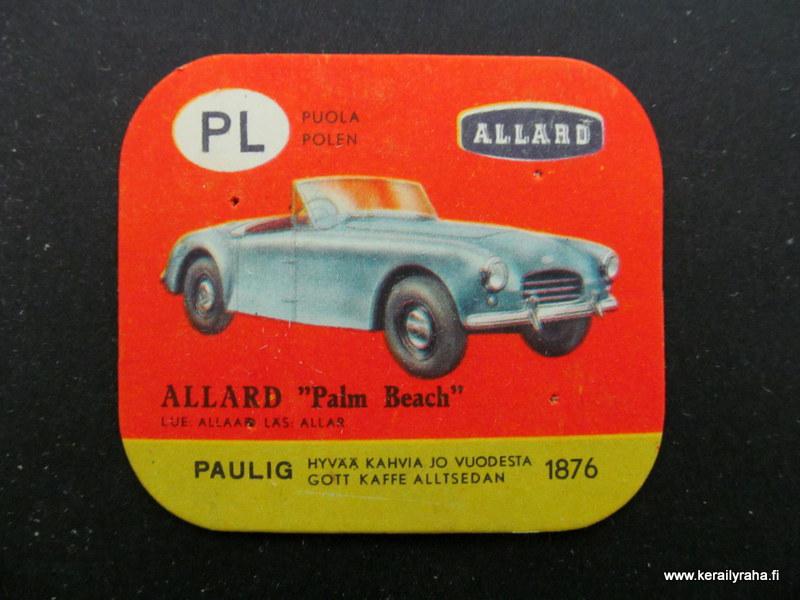 PL
PUOLA
POLEN
ALLARD
ALLARD "Palm Beach"
LUE: ALLAAR LÄS: ALLAR
PAULIG
HYVÄÄ KAHVIA JO VUODESTA
GOTT KAFFE ALLTSEDAN
1876
www.kerailyraha.fi